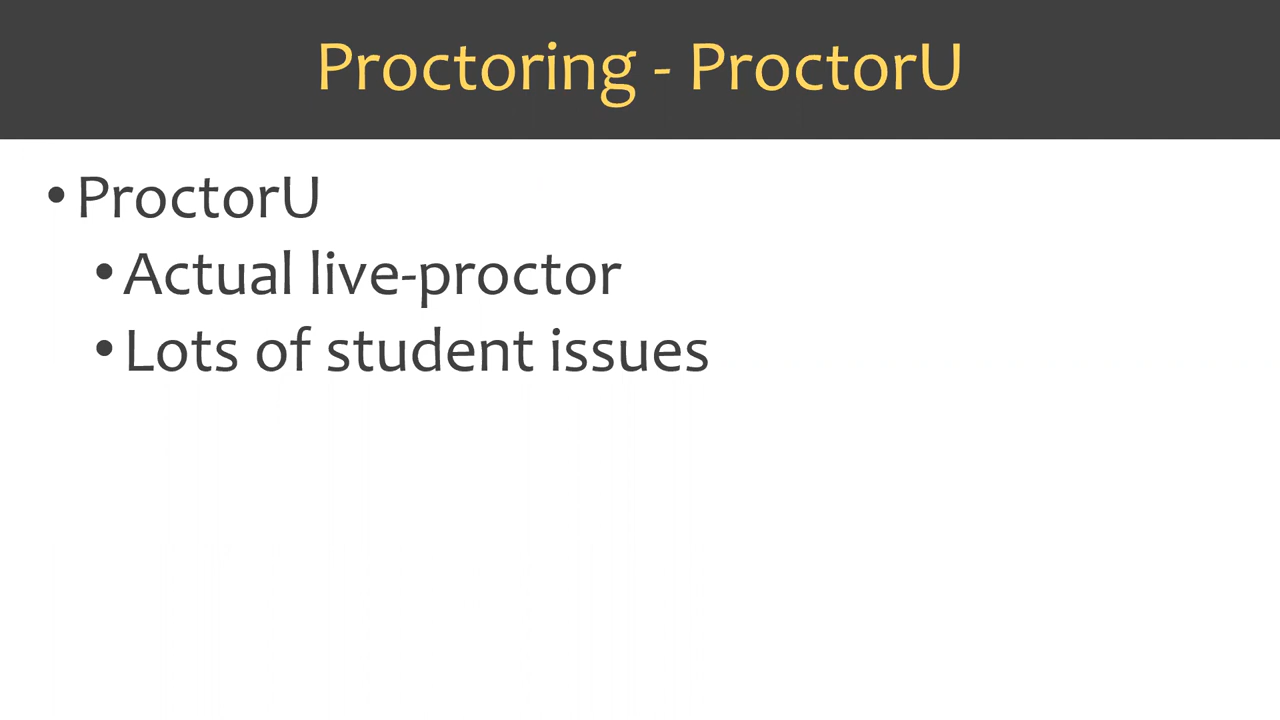 Proctoring - ProctorU
• ProctorU
• Actual live-proctor
• Lots of student issues